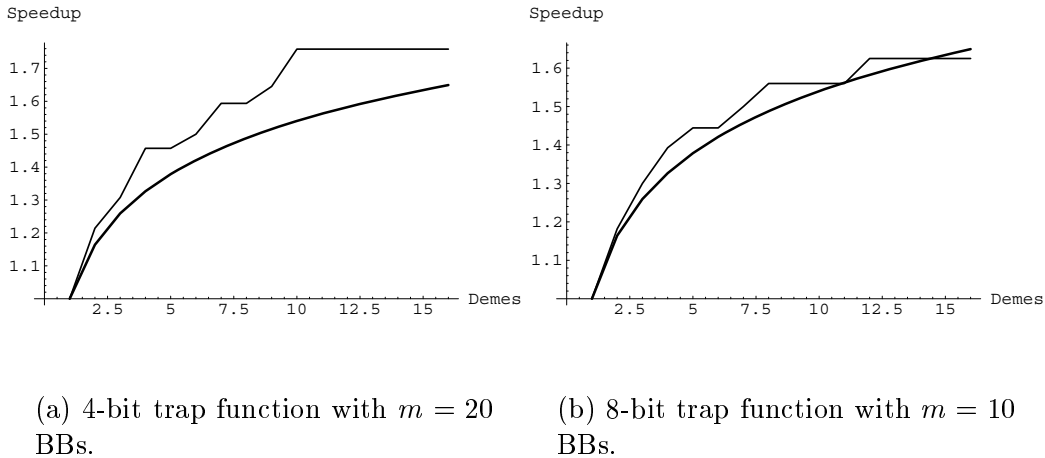 Speedup
1.7
1.6
1.5
1.4
1.3
1.2
1.1
2.5 5 7.5 10 12.5 15 Demes
(a) 4-bit trap function with m = 20
BBs.
Speedup
1.6
1.5
1.4
1.3
1.2
1.1
2.5 5 7.5 10 12.5 15 Demes
(b) 8-bit trap function with m = 10
BBs.